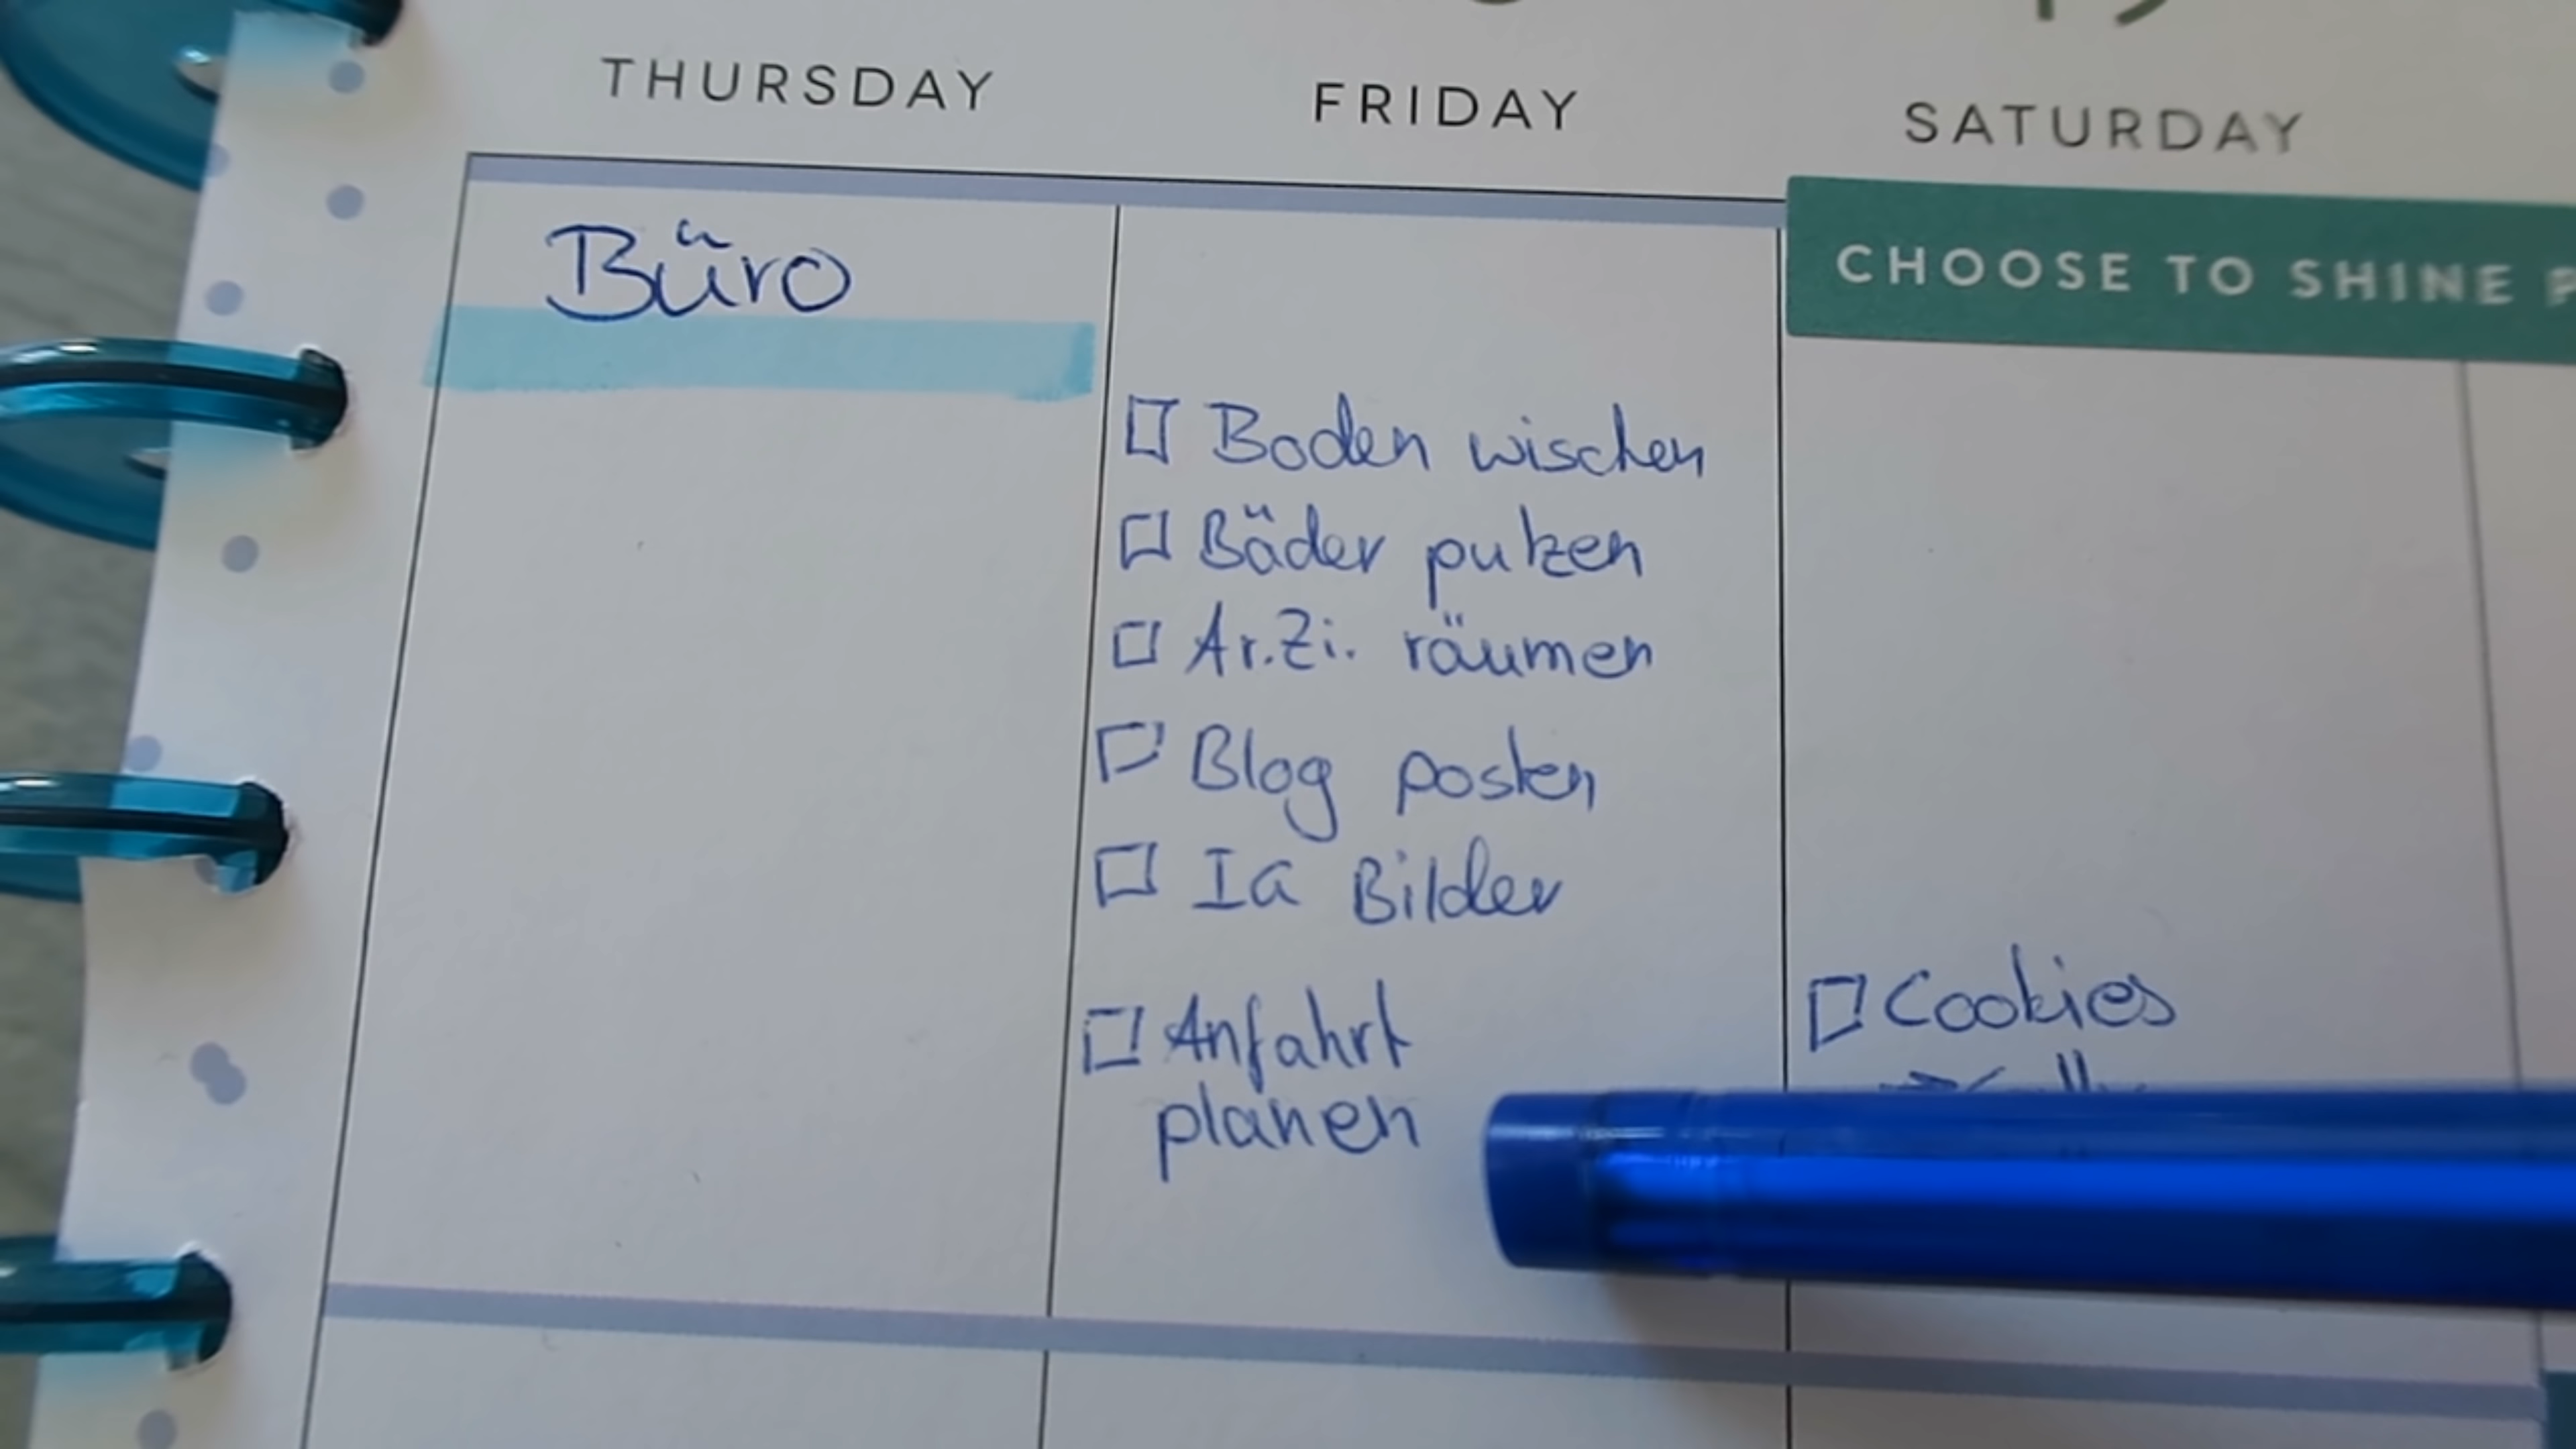 THURSDAY FRIDAY SATURDAY
Büro
Boden wischen
Bäder putzen
Ar.Zi. räumen
Blog posten
IG Bilder
Anfahrt
planen
CHOOSE TO SHINE
Cookies